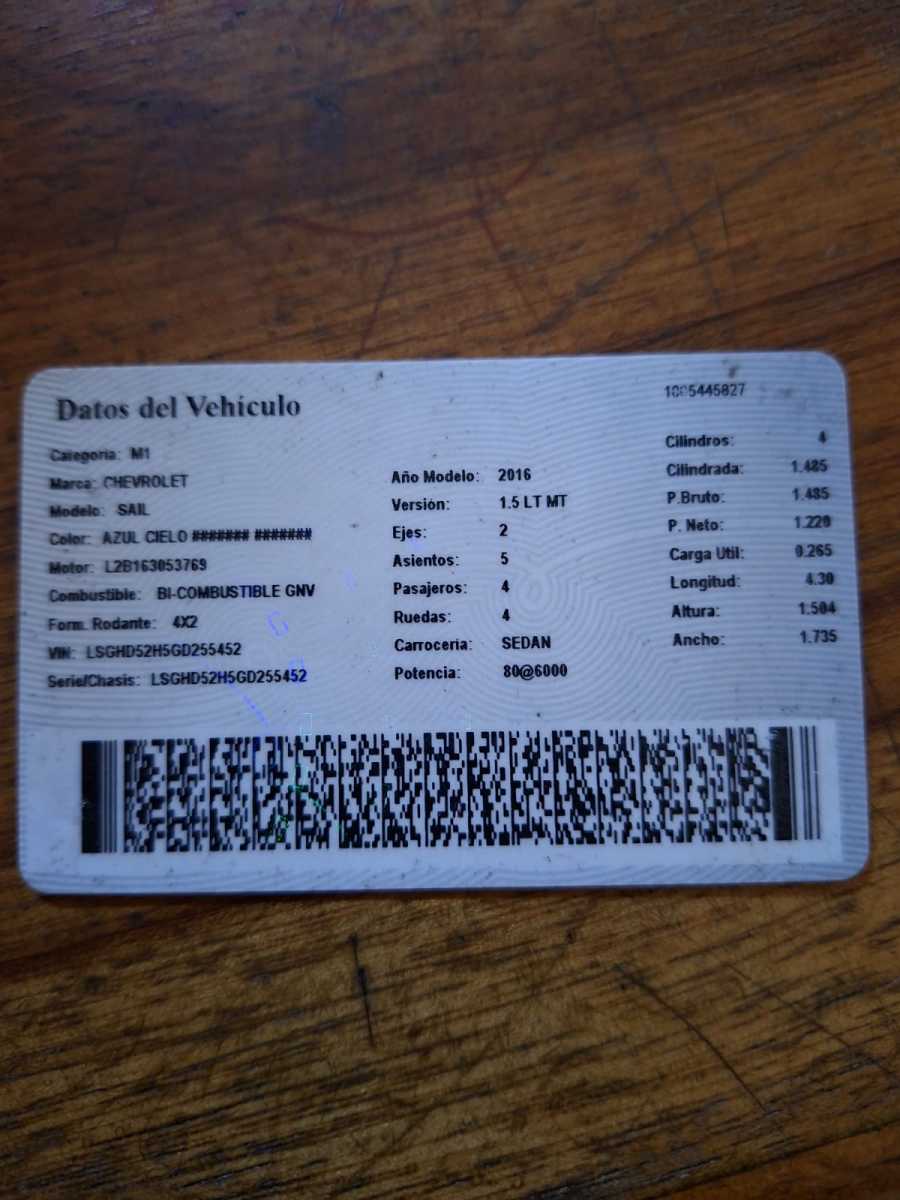 Datos del Vehículo
Categoria: M1
Marca: CHEVROLET
Modelo: SAIL
Color: AZUL CIELO ####### #######
Motor: L2B163053769
Combustible: BI-COMBUSTIBLE GNV
Form. Rodante: 4X2
VIN: LSGHD52H5GD255452
Serie/Chasis: LSGHD52H5GD255452
Año Modelo: 2016
Versión: 1.5 LT MT
Ejes: 2
Asientos: 5
Pasajeros: 4
Ruedas: 4
Carrocería: SEDAN
Potencia: 80@6000
Cilindros: 4
Cilindrada: 1.485
P.Bruto: 1.485
P. Neto: 1.220
Carga Util: 0.265
Longitud: 4.30
Altura: 1.504
Ancho: 1.735